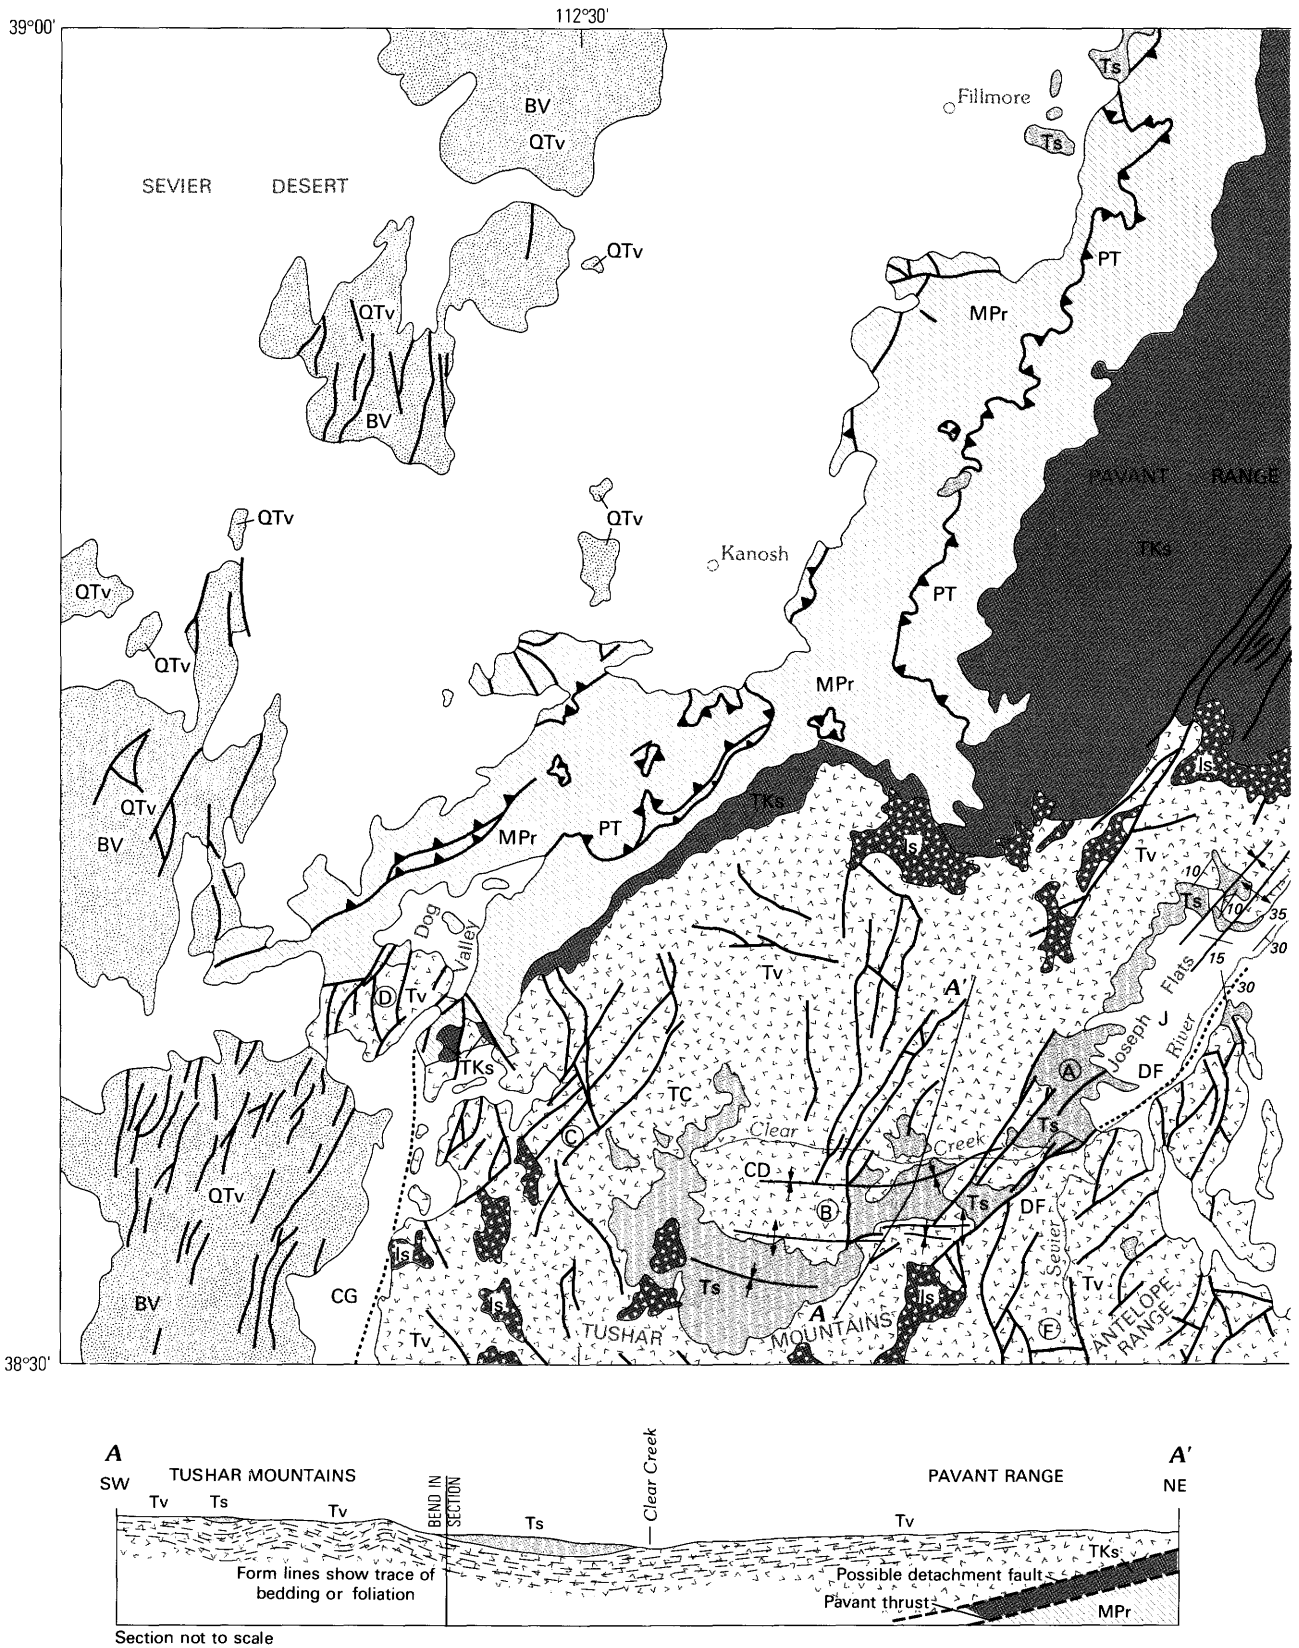 112°30'
39°00'
Ts
BV
Fillmore
QTv
Ts
SEVIER DESERT
QTv
PT
QTv
MPr
BV
PAVANT RANGE
QTv
QTv
TKs
Kanosh
QTv
PT
QTv
MPr
Is
QTv
TKs
MPr
PT
BV
Is
Tv
10
Ts
10
35
Dog
Valley
15
30
Tv
Flats
A'
D
Tv
30
J
Joseph
River
TKs
A
DF
TC
Ts
Clear
Creek
C
CD
QTv
B
Ts
DF
Sevier
Is
Ts
Tv
CG
BV
Is
Is
A
Tv
TUSHAR MOUNTAINS
F
ANTELOPE
RANGE
38°30'
A
A'
SW
TUSHAR MOUNTAINS
BEND IN
SECTION
Clear Creek
PAVANT RANGE
NE
Tv Ts Tv
Ts
Tv
TKs
Form lines show trace of
bedding or foliation
Possible detachment fault
Pavant thrust
MPr
Section not to scale